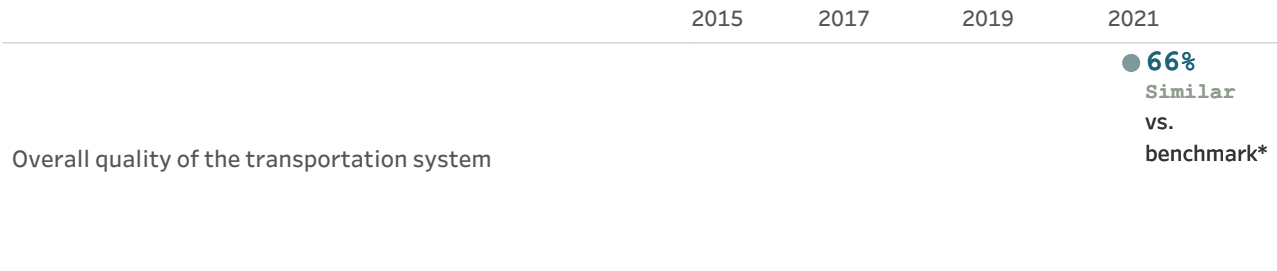 2015 2017 2019 2021
66%
Similar
vs.
benchmark*
Overall quality of the transportation system